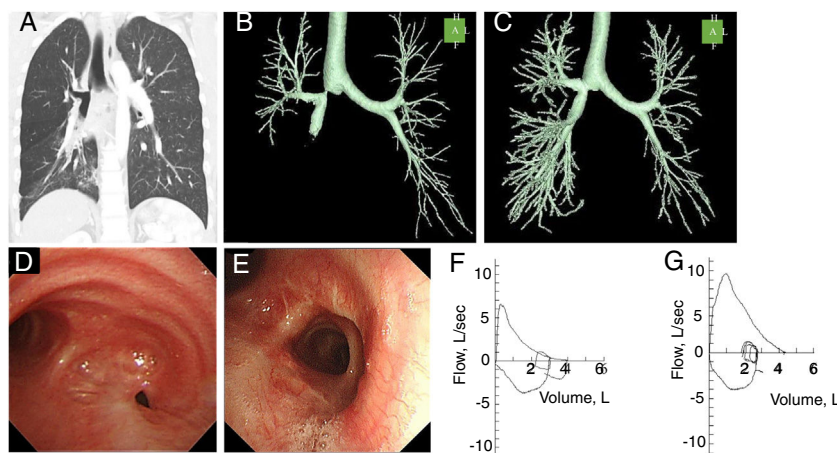 A
B
H
A L
F
C
H
A L
F
D
E
F
10
5
0
-5
-10
2 4 6
Flow, L/sec
Volume, L
G
10
5
0
-5
-10
2 4 6
Flow, L/sec
Volume, L